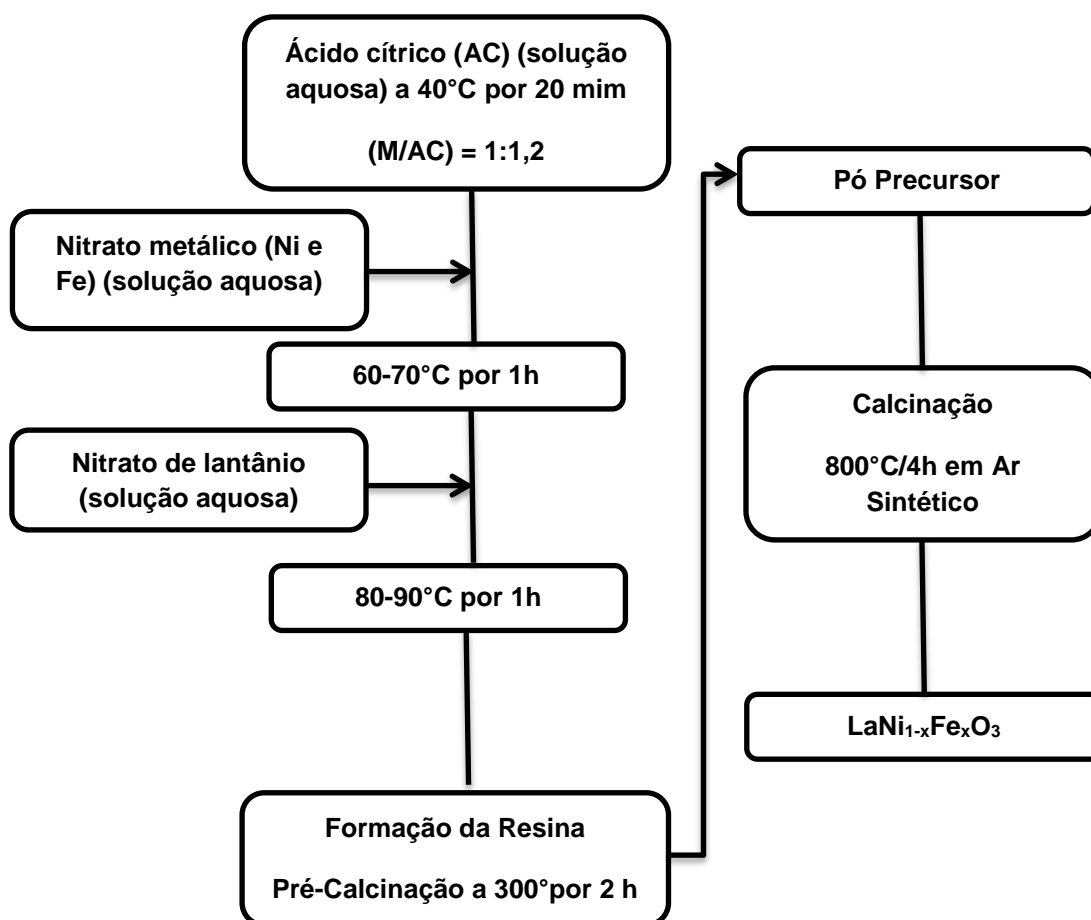 Ácido cítrico (AC) (solução
aquosa) a 40°C por 20 mim
(M/AC) = 1:1,2
Nitrato metálico (Ni e
Fe) (solução aquosa)
60-70°C por 1h
Nitrato de lantânio
(solução aquosa)
80-90°C por 1h
Formação da Resina
Pré-Calcinação a 300°por 2 h
Pó Precursor
Calcinação
800°C/4h em Ar
Sintético
LaNi₁₋ₓFeₓO₃